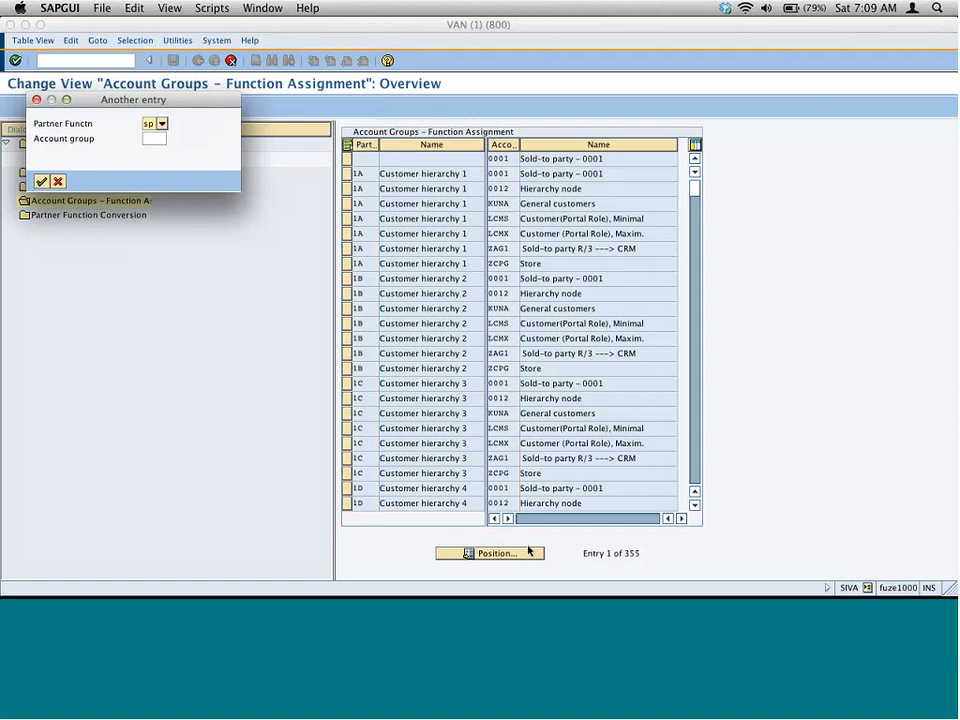 SAPGUI File Edit View Scripts Window Help (79%) Sat 7:09 AM
VAN (1) (800)
Table View Edit Goto Selection Utilities System Help
Change View "Account Groups - Function Assignment": Overview
Another entry
Partner Functn sp
Account group
Account Groups - Function A:
Partner Function Conversion
Account Groups - Function Assignment
Part.. Name Acco.. Name
0001 Sold-to party - 0001
1A Customer hierarchy 1 0001 Sold-to party - 0001
1A Customer hierarchy 1 0012 Hierarchy node
1A Customer hierarchy 1 KUNA General customers
1A Customer hierarchy 1 LCMS Customer(Portal Role), Minimal
1A Customer hierarchy 1 LCMX Customer (Portal Role), Maxim.
1A Customer hierarchy 1 ZAG1 Sold-to party R/3 ---> CRM
1A Customer hierarchy 1 ZCPG Store
1B Customer hierarchy 2 0001 Sold-to party - 0001
1B Customer hierarchy 2 0012 Hierarchy node
1B Customer hierarchy 2 KUNA General customers
1B Customer hierarchy 2 LCMS Customer(Portal Role), Minimal
1B Customer hierarchy 2 LCMX Customer (Portal Role), Maxim.
1B Customer hierarchy 2 ZAG1 Sold-to party R/3 ---> CRM
1B Customer hierarchy 2 ZCPG Store
1C Customer hierarchy 3 0001 Sold-to party - 0001
1C Customer hierarchy 3 0012 Hierarchy node
1C Customer hierarchy 3 KUNA General customers
1C Customer hierarchy 3 LCMS Customer(Portal Role), Minimal
1C Customer hierarchy 3 LCMX Customer (Portal Role), Maxim.
1C Customer hierarchy 3 ZAG1 Sold-to party R/3 ---> CRM
1C Customer hierarchy 3 ZCPG Store
1D Customer hierarchy 4 0001 Sold-to party - 0001
1D Customer hierarchy 4 0012 Hierarchy node
Position... Entry 1 of 355
SIVA fuze1000 INS